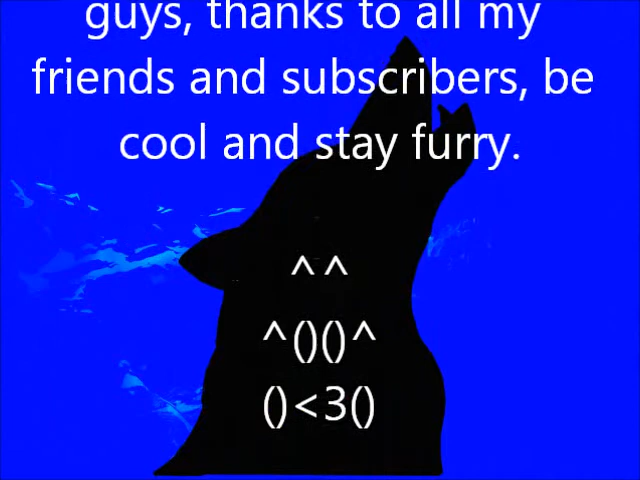 guys, thanks to all my
friends and subscribers, be
cool and stay furry.
^^
^()()^
()<3()